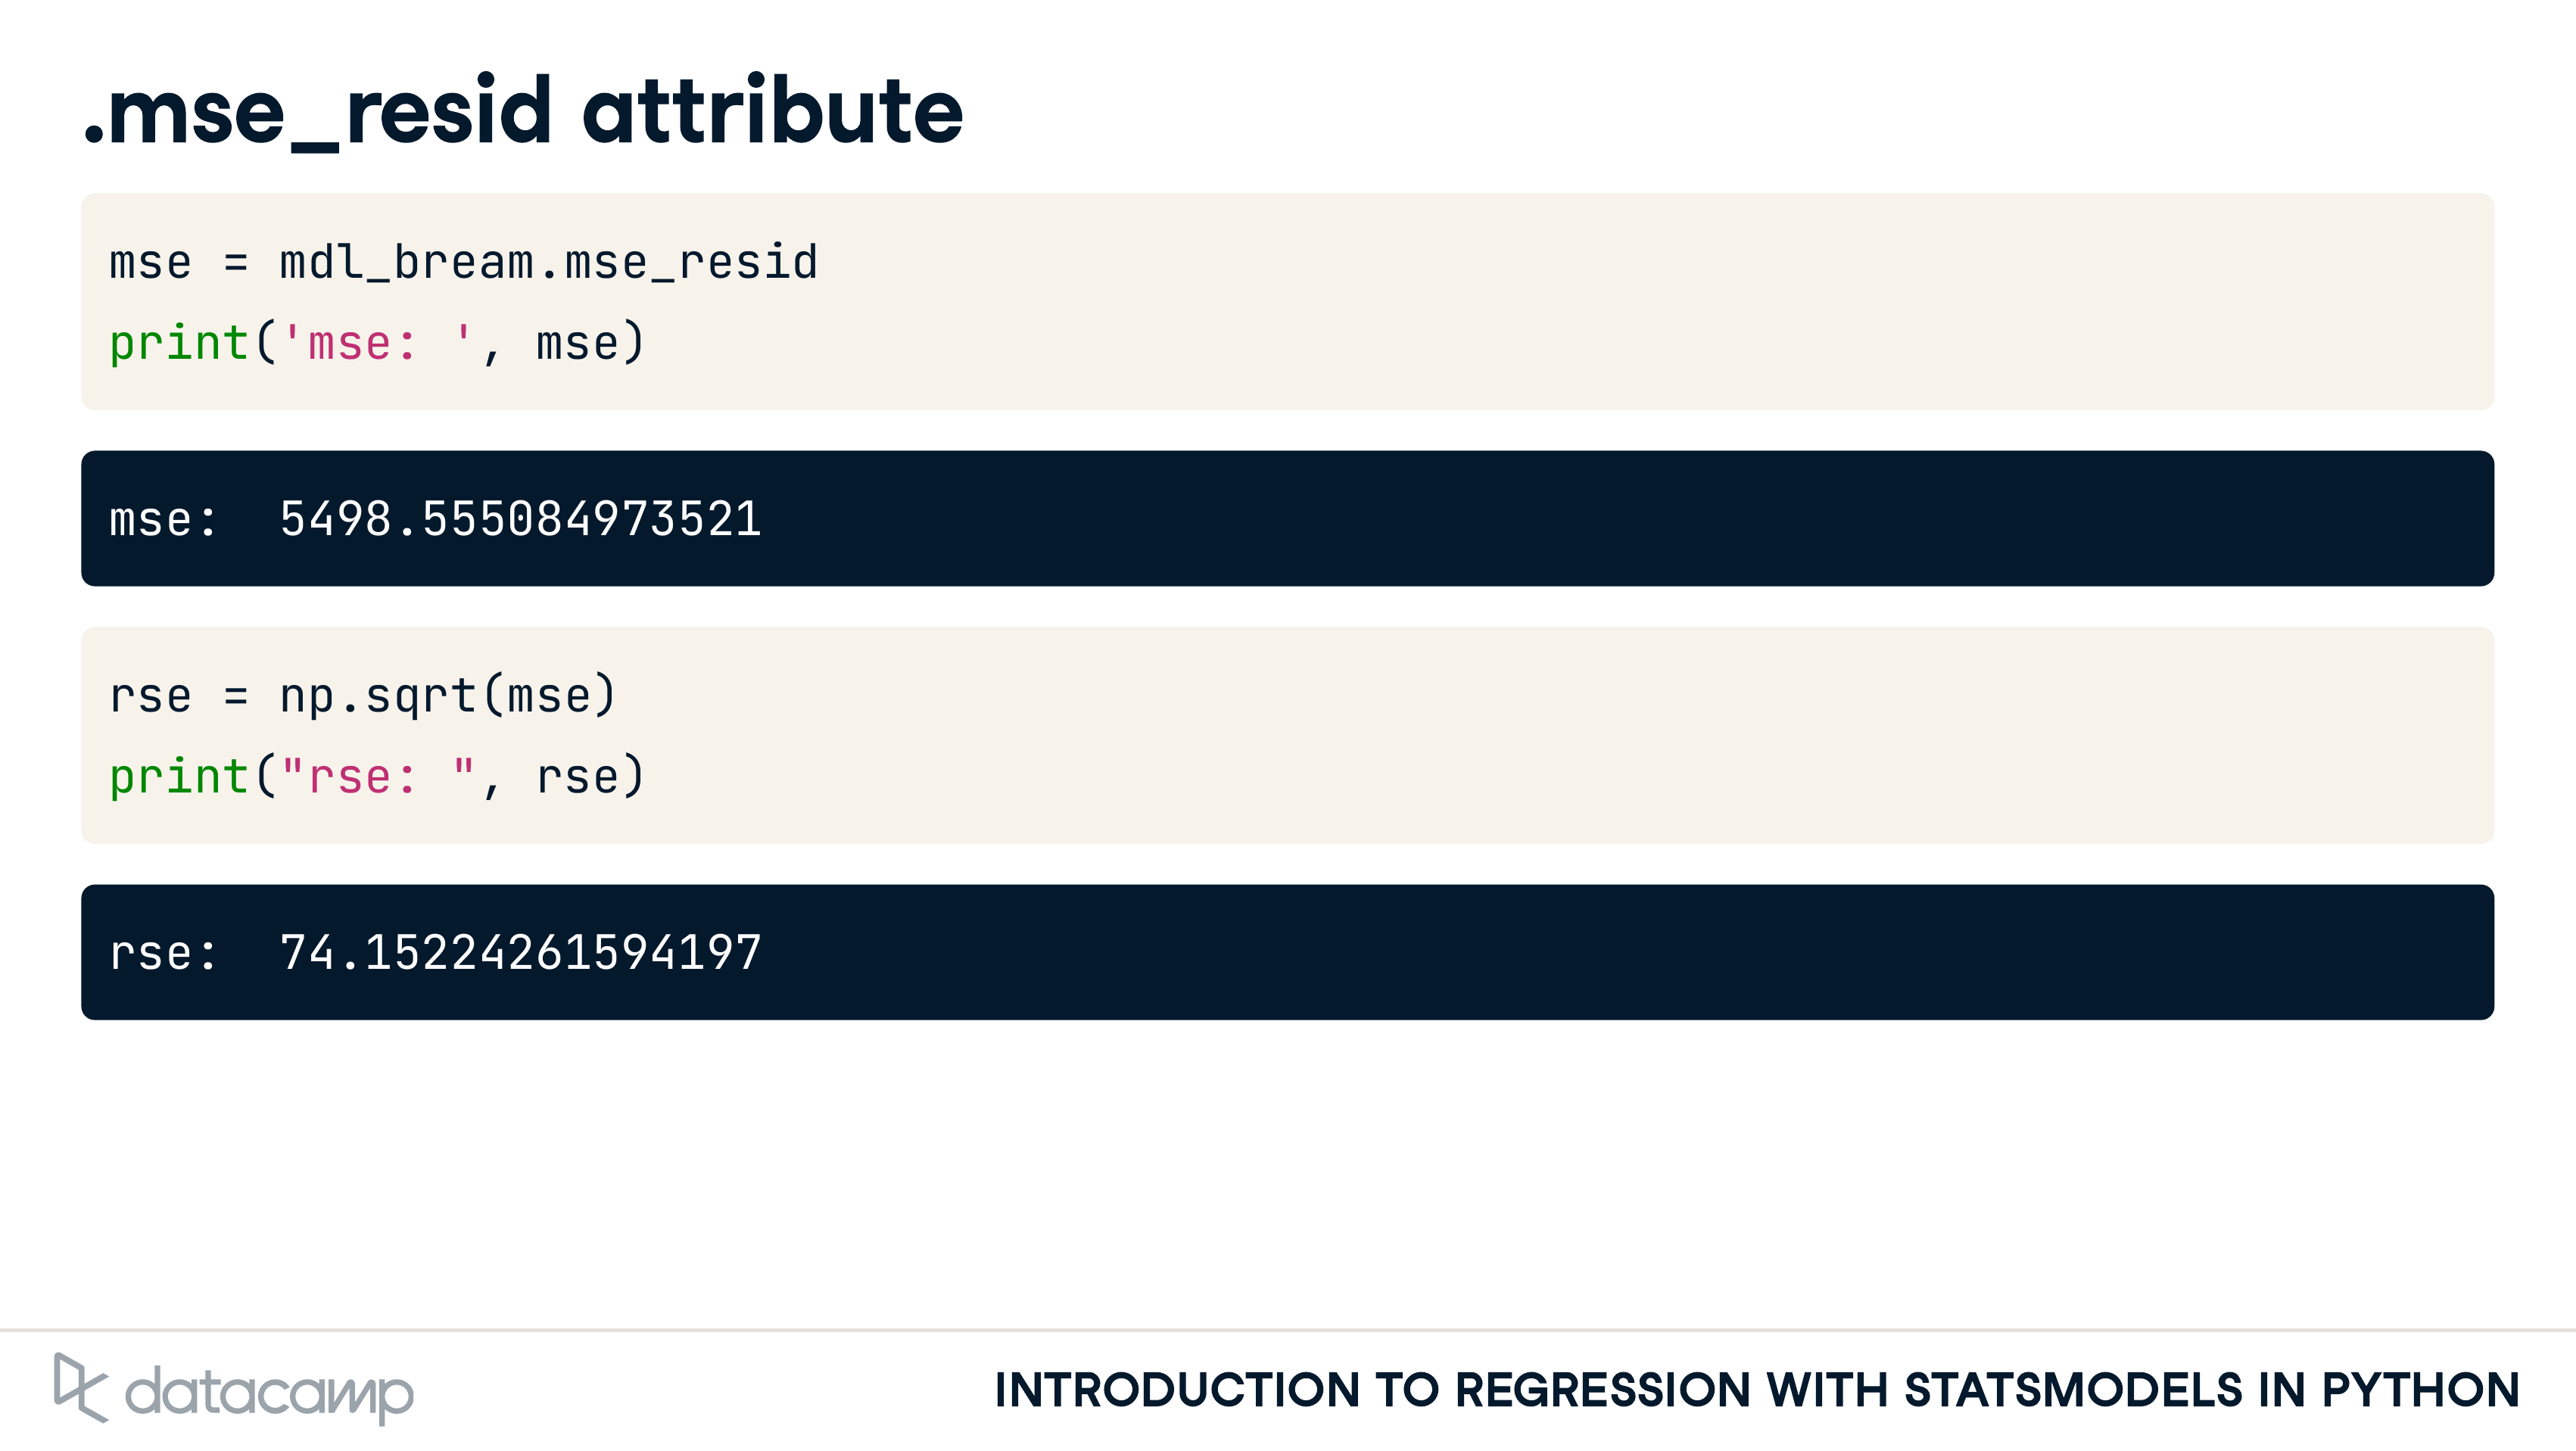 .mse_resid attribute
mse = mdl_bream.mse_resid
print('mse: ', mse)
mse:  5498.555084973521
rse = np.sqrt(mse)
print("rse: ", rse)
rse:  74.15224261594197
datacamp
INTRODUCTION TO REGRESSION WITH STATSMODELS IN PYTHON